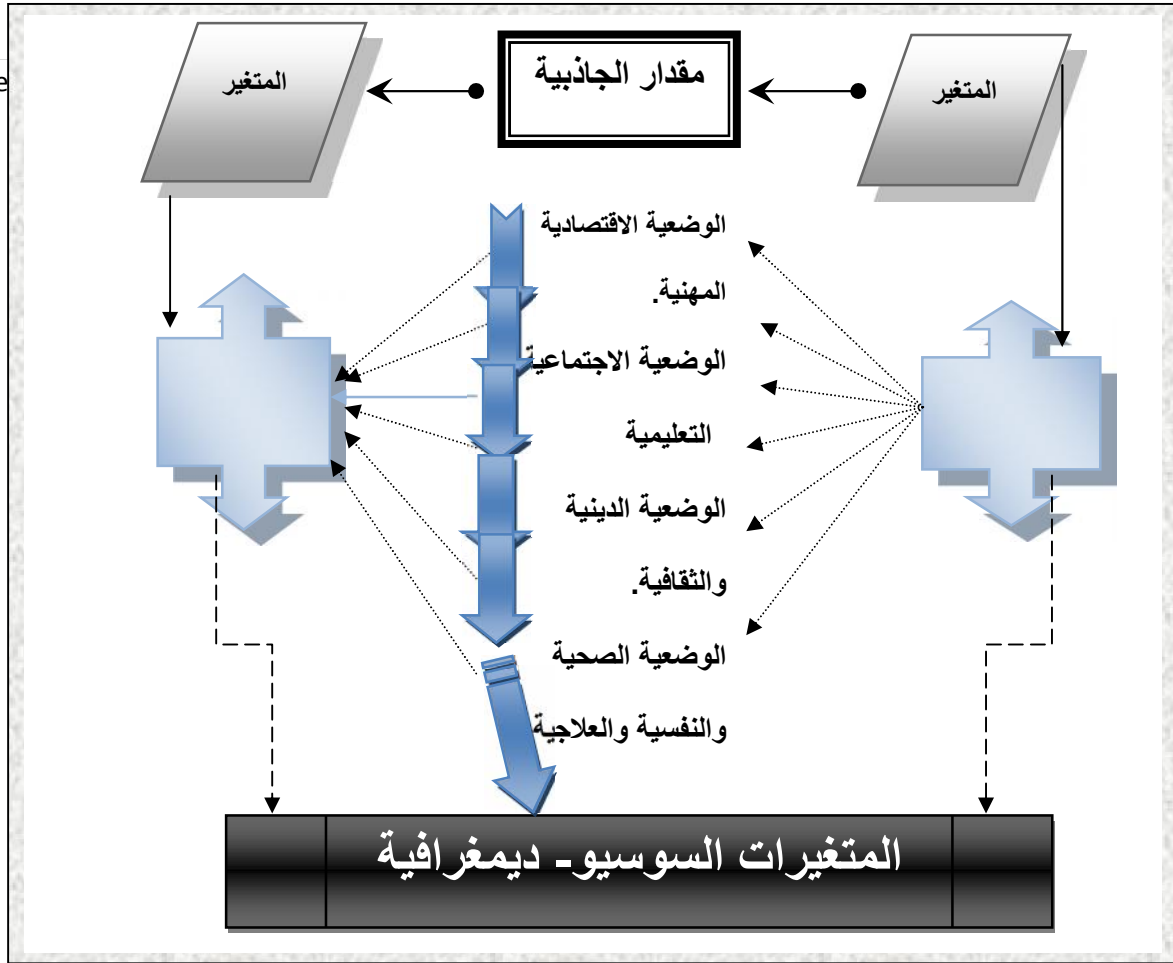 المتغير
مقدار الجاذبية
المتغير
e
الوضعية الاقتصادية
المهنية.
الوضعية الاجتماعية
التعليمية
الوضعية الدينية
والثقافية.
الوضعية الصحية
والنفسية والعلاجية
المتغيرات السوسيو- ديمغرافية